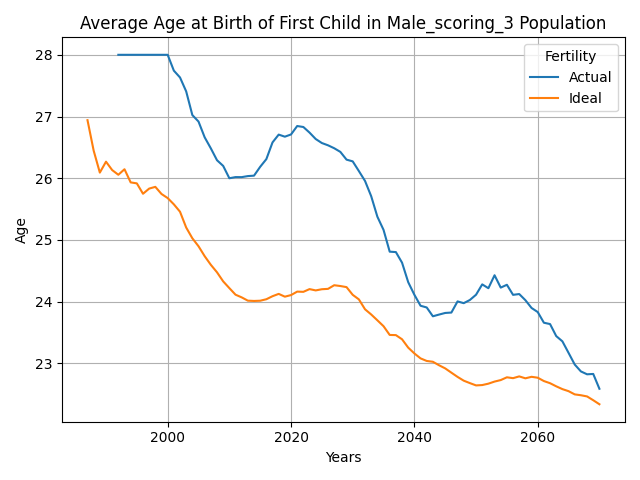 Average Age at Birth of First Child in Male_scoring_3 Population
Fertility
Actual
Ideal
Age
28
27
26
25
24
23
2000
2020
2040
2060
Years